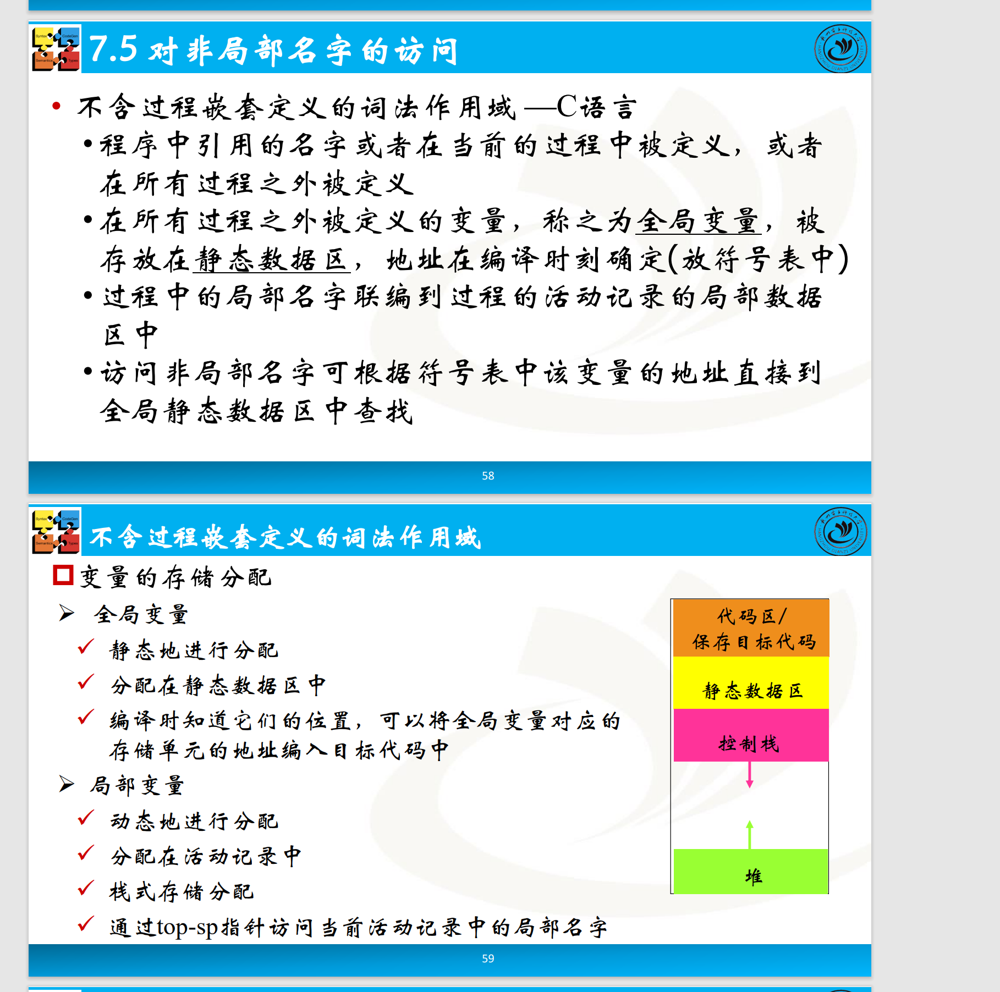 Syntax CodeGen
Semantics Types
7.5 对非局部名字的访问
• 不含过程嵌套定义的词法作用域 —C语言
• 程序中引用的名字或者在当前的过程中被定义，或者
在所有过程之外被定义
• 在所有过程之外被定义的变量，称之为全局变量，被
存放在静态数据区，地址在编译时刻确定(放符号表中)
• 过程中的局部名字联编到过程的活动记录的局部数据
区中
• 访问非局部名字可根据符号表中该变量的地址直接到
全局静态数据区中查找
58
Syntax CodeGen
Semantics Types
不含过程嵌套定义的词法作用域
变量的存储分配
全局变量
静态地进行分配
分配在静态数据区中
编译时知道它们的位置，可以将全局变量对应的
存储单元的地址编入目标代码中
局部变量
动态地进行分配
分配在活动记录中
栈式存储分配
通过top-sp指针访问当前活动记录中的局部名字
代码区/
保存目标代码
静态数据区
控制栈
堆
59